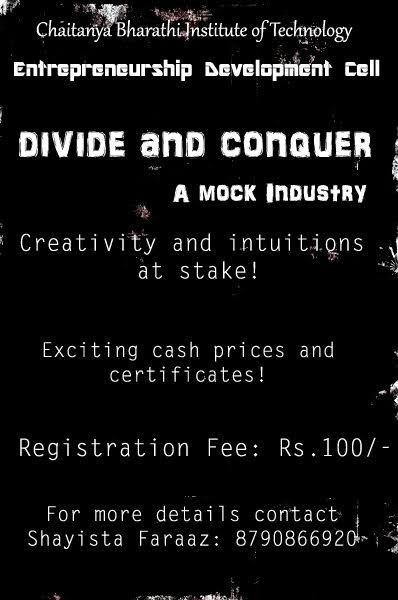 Chaitanya Bharathi Institute of Technology
Entrepreneurship Development Cell
DIVIDE and CONQUER
A MOCK INDUSTRY
Creativity and intuitions
at stake!
Exciting cash prices and
certificates!
Registration Fee: Rs.100/-
For more details contact
Shayista Faraaz: 8790866920